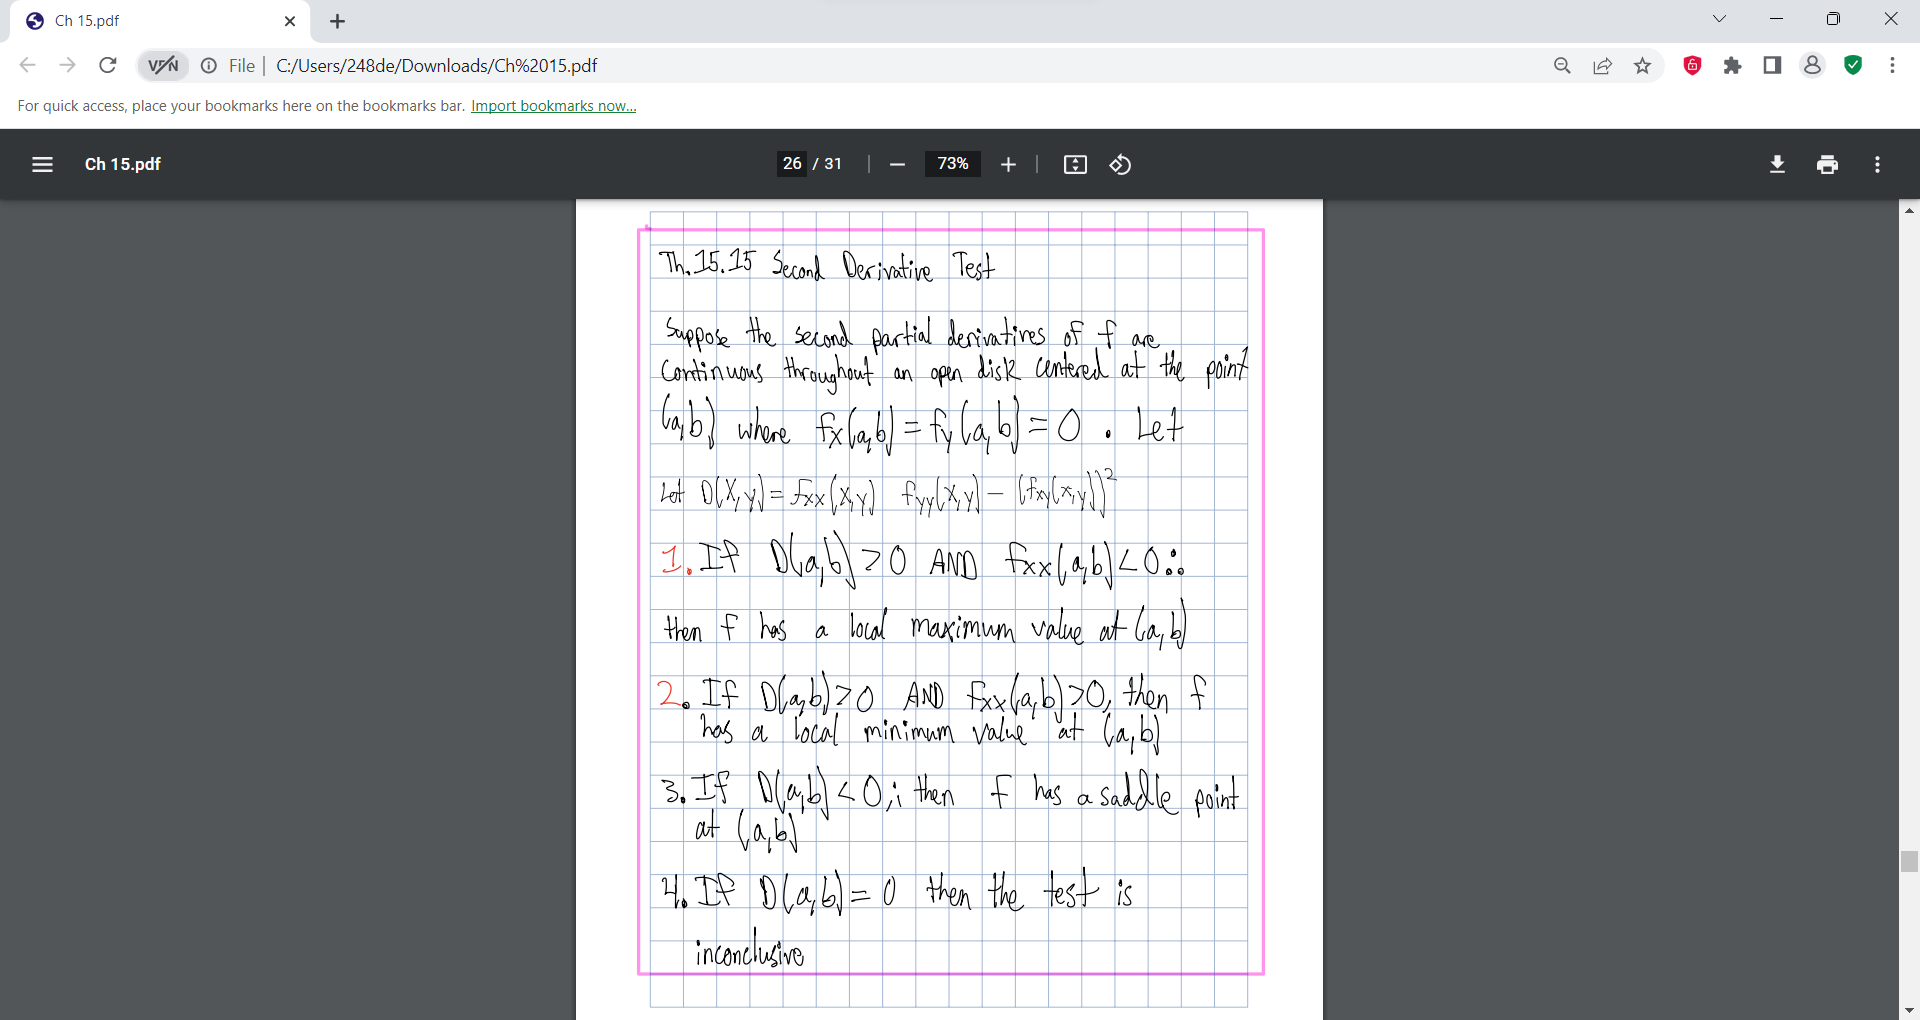 Ch 15.pdf
VPN File C:/Users/248de/Downloads/Ch%2015.pdf
For quick access, place your bookmarks here on the bookmarks bar. Import bookmarks now...
Ch 15.pdf 26 / 31 73%
Th. 15.15 Second Derivative Test
Suppose the second partial derivatives of f are
continuous throughout an open disk centered at the point
(a,b) where fx(a,b) = fy(a,b) = 0 . Let
Let D(x,y) = fxx(x,y) fyy(x,y) - (fxy(x,y))²
1. If D(a,b) > 0 AND fxx(a,b) < 0 ∴
then f has a local maximum value at (a,b)
2. If D(a,b) > 0 AND fxx(a,b) > 0, then f
has a local minimum value at (a,b)
3. If D(a,b) < 0 ; then f has a saddle point
at (a,b)
4. If D(a,b) = 0 then the test is
inconclusive